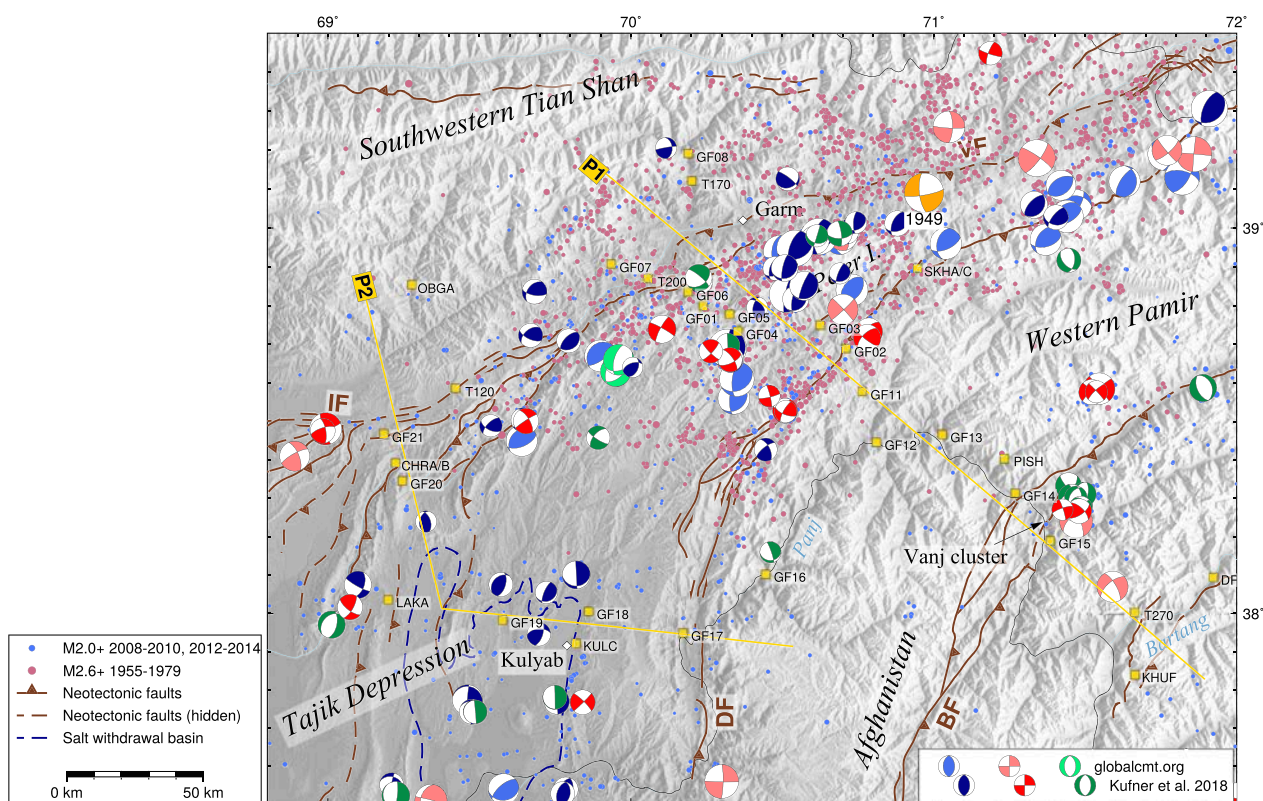 69° 70° 71° 72°
Southwestern Tian Shan
P1
GF08
T170
VF
Garm
1949
39°
Peter I.
SKHA/C
GF07
T200
GF06
P2
OBGA
GF01
GF05
GF04
GF03
GF02
Western Pamir
T120
GF11
IF
GF21
GF12
GF13
CHRA/B
PISH
GF20
GF14
Panj
Vanj cluster
GF15
GF16
DF
LAKA
GF18
T270
38°
GF19
GF17
Bartang
Kulyab
KULC
KHUF
Tajik Depression
Afghanistan
DF
BF
M2.0+ 2008-2010, 2012-2014
M2.6+ 1955-1979
Neotectonic faults
Neotectonic faults (hidden)
Salt withdrawal basin
0 km 50 km
globalcmt.org
Kufner et al. 2018